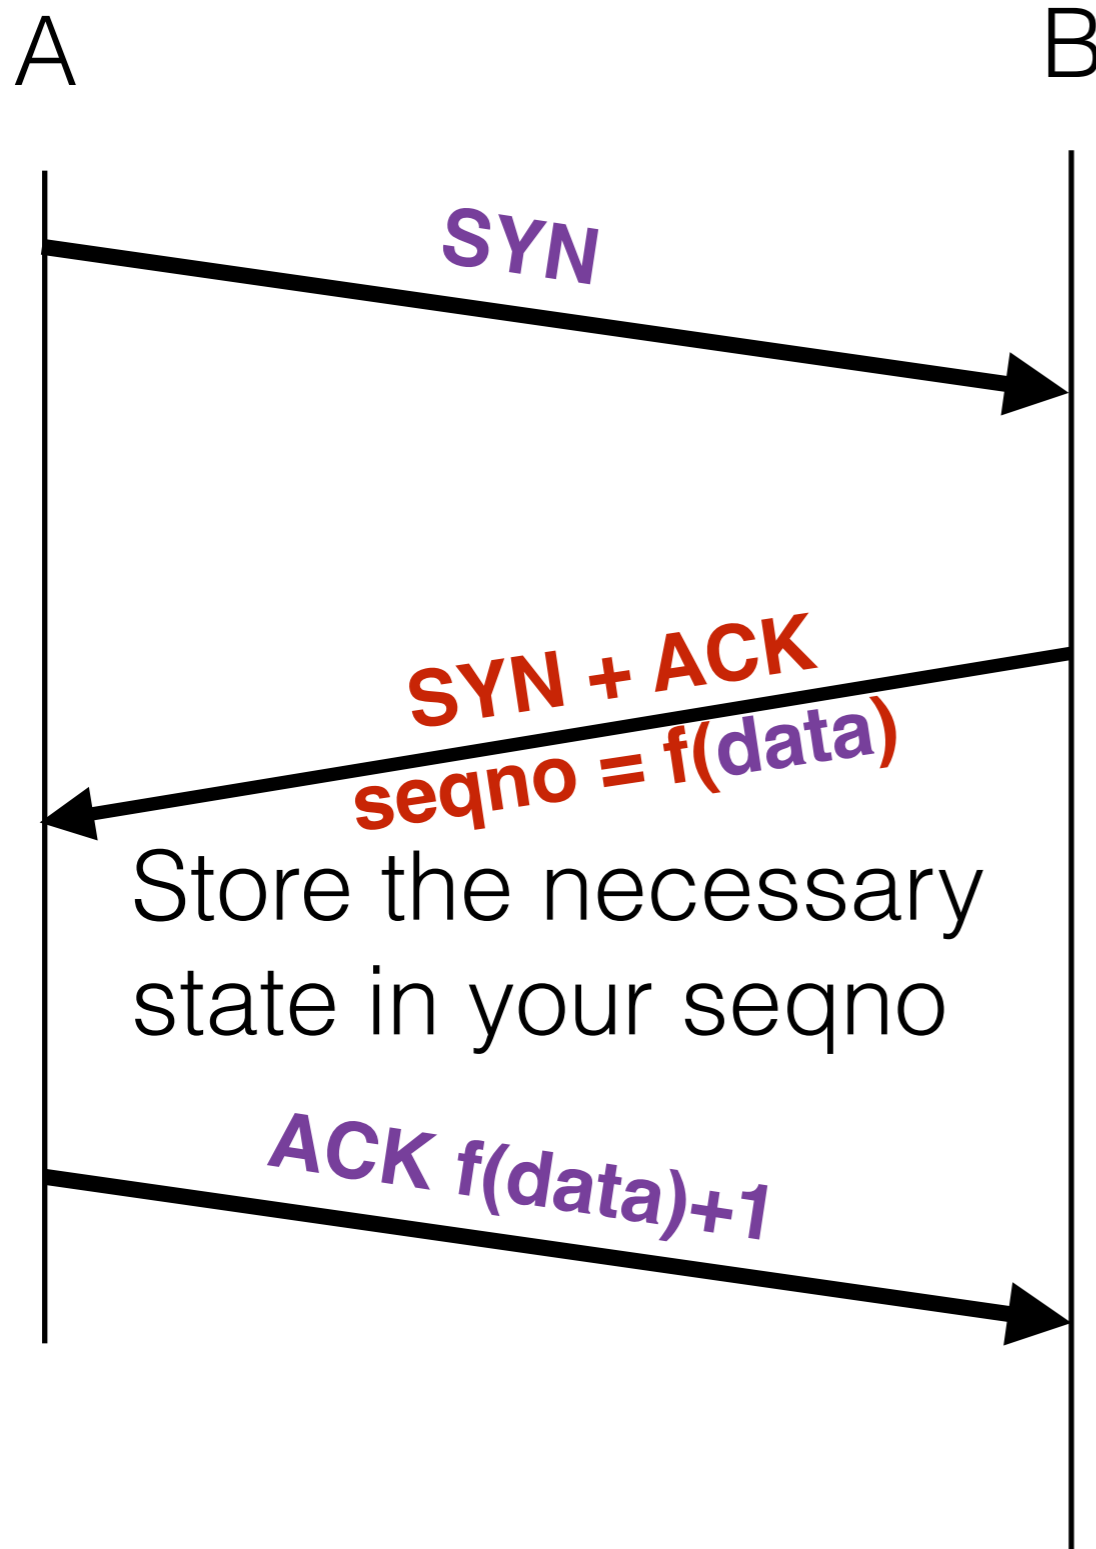 A
B
SYN
SYN + ACK
seqno = f(data)
Store the necessary
state in your seqno
ACK f(data)+1